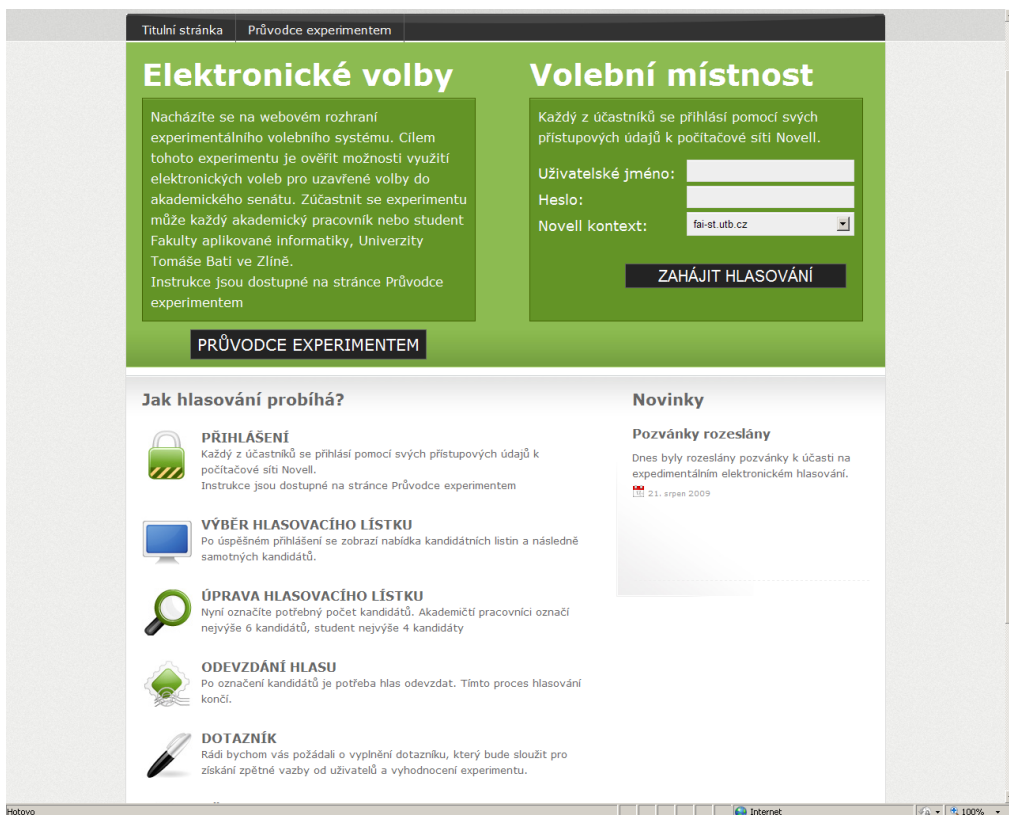 Titulní stránka
Průvodce experimentem
Elektronické volby
Nacházíte se na webovém rozhraní
experimentálního volebního systému. Cílem
tohoto experimentu je ověřit možnosti využití
elektronických voleb pro uzavřené volby do
akademického senátu. Zúčastnit se experimentu
může každý akademický pracovník nebo student
Fakulty aplikované informatiky, Univerzity
Tomáše Bati ve Zlíně.
Instrukce jsou dostupné na stránce Průvodce
experimentem
PRŮVODCE EXPERIMENTEM
Volební místnost
Každý z účastníků se přihlásí pomocí svých
přístupových údajů k počítačové síti Novell.
Uživatelské jméno:
Heslo:
Novell kontext:
fai-st.utb.cz
ZAHÁJIT HLASOVÁNÍ
Jak hlasování probíhá?
PŘIHLÁŠENÍ
Každý z účastníků se přihlásí pomocí svých přístupových údajů k
počítačové síti Novell.
Instrukce jsou dostupné na stránce Průvodce experimentem
VÝBĚR HLASOVACÍHO LÍSTKU
Po úspěšném přihlášení se zobrazí nabídka kandidátních listin a následně
samotných kandidátů.
ÚPRAVA HLASOVACÍHO LÍSTKU
Nyní označíte potřebný počet kandidátů. Akademičtí pracovníci označí
nejvýše 6 kandidátů, student nejvýše 4 kandidáty
ODEVZDÁNÍ HLASU
Po označení kandidátů je potřeba hlas odevzdat. Tímto proces hlasování
končí.
DOTAZNÍK
Rádi bychom vás požádali o vyplnění dotazníku, který bude sloužit pro
získání zpětné vazby od uživatelů a vyhodnocení experimentu.
Novinky
Pozvánky rozeslány
Dnes byly rozeslány pozvánky k účasti na
expedimentálním elektronickém hlasování.
21. srpen 2009
Hotovo
Internet
100%